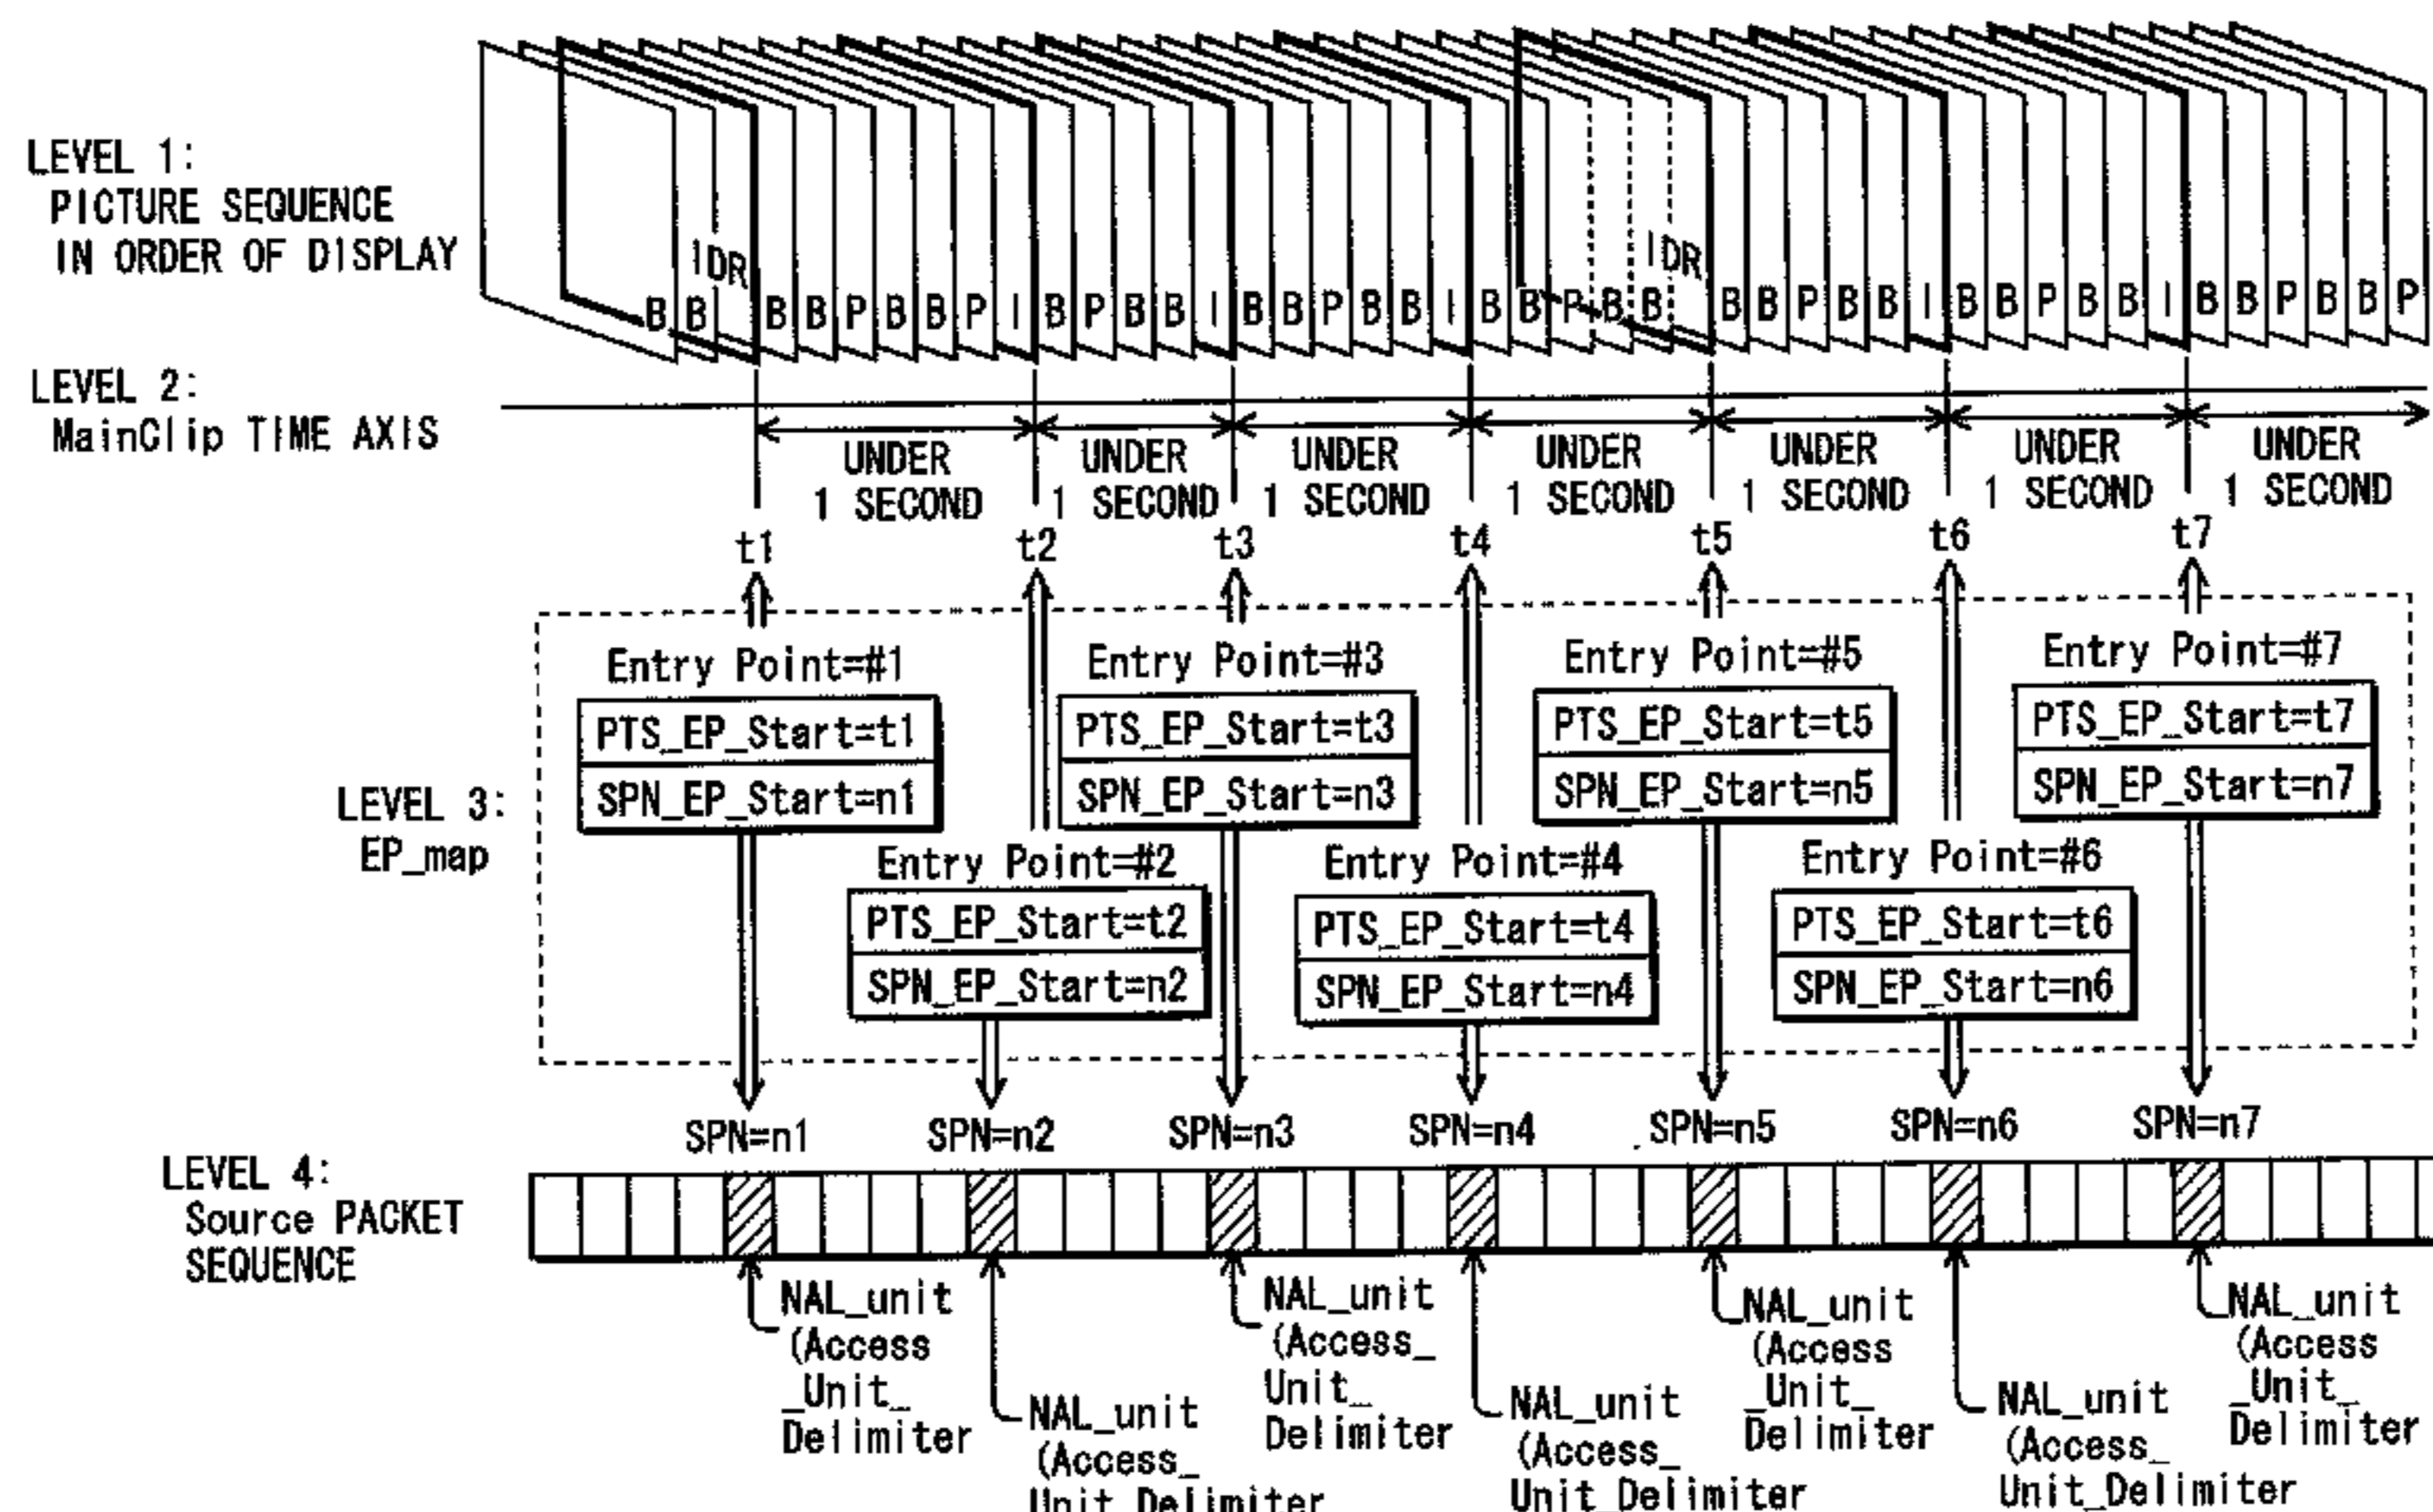 LEVEL 1:
PICTURE SEQUENCE
IN ORDER OF DISPLAY
B B IDR B B P B B P I B P B B I B B P B B I B B P B B IDR B B P B B I B B P B B I B B P B B P
LEVEL 2:
MainClip TIME AXIS
UNDER
1 SECOND
UNDER
1 SECOND
UNDER
1 SECOND
UNDER
1 SECOND
UNDER
1 SECOND
UNDER
1 SECOND
UNDER
1 SECOND
t1 t2 t3 t4 t5 t6 t7
LEVEL 3:
EP_map
Entry Point=#1
PTS_EP_Start=t1
SPN_EP_Start=n1
Entry Point=#2
PTS_EP_Start=t2
SPN_EP_Start=n2
Entry Point=#3
PTS_EP_Start=t3
SPN_EP_Start=n3
Entry Point=#4
PTS_EP_Start=t4
SPN_EP_Start=n4
Entry Point=#5
PTS_EP_Start=t5
SPN_EP_Start=n5
Entry Point=#6
PTS_EP_Start=t6
SPN_EP_Start=n6
Entry Point=#7
PTS_EP_Start=t7
SPN_EP_Start=n7
SPN=n1 SPN=n2 SPN=n3 SPN=n4 SPN=n5 SPN=n6 SPN=n7
LEVEL 4:
Source PACKET
SEQUENCE
NAL_unit
(Access
_Unit_
Delimiter
NAL_unit
(Access_
Unit_Delimiter
NAL_unit
(Access_
Unit_
Delimiter
NAL_unit
(Access_
Unit_Delimiter
NAL_unit
(Access
_Unit_
Delimiter
NAL_unit
(Access_
Unit_Delimiter
NAL_unit
(Access
_Unit_
Delimiter